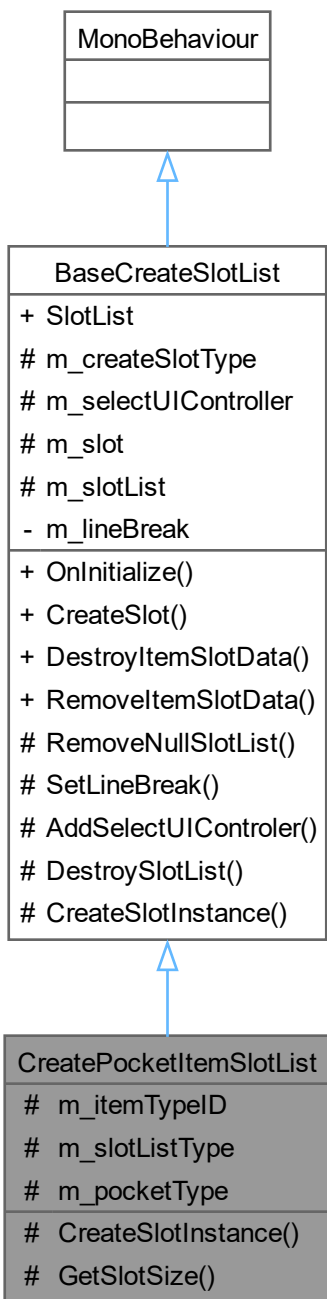 MonoBehaviour
BaseCreateSlotList
+ SlotList
# m_createSlotType
# m_selectUIController
# m_slot
# m_slotList
- m_lineBreak
+ OnInitialize()
+ CreateSlot()
+ DestroyItemSlotData()
+ RemoveItemSlotData()
# RemoveNullSlotList()
# SetLineBreak()
# AddSelectUIControler()
# DestroySlotList()
# CreateSlotInstance()
CreatePocketItemSlotList
# m_itemTypeID
# m_slotListType
# m_pocketType
# CreateSlotInstance()
# GetSlotSize()